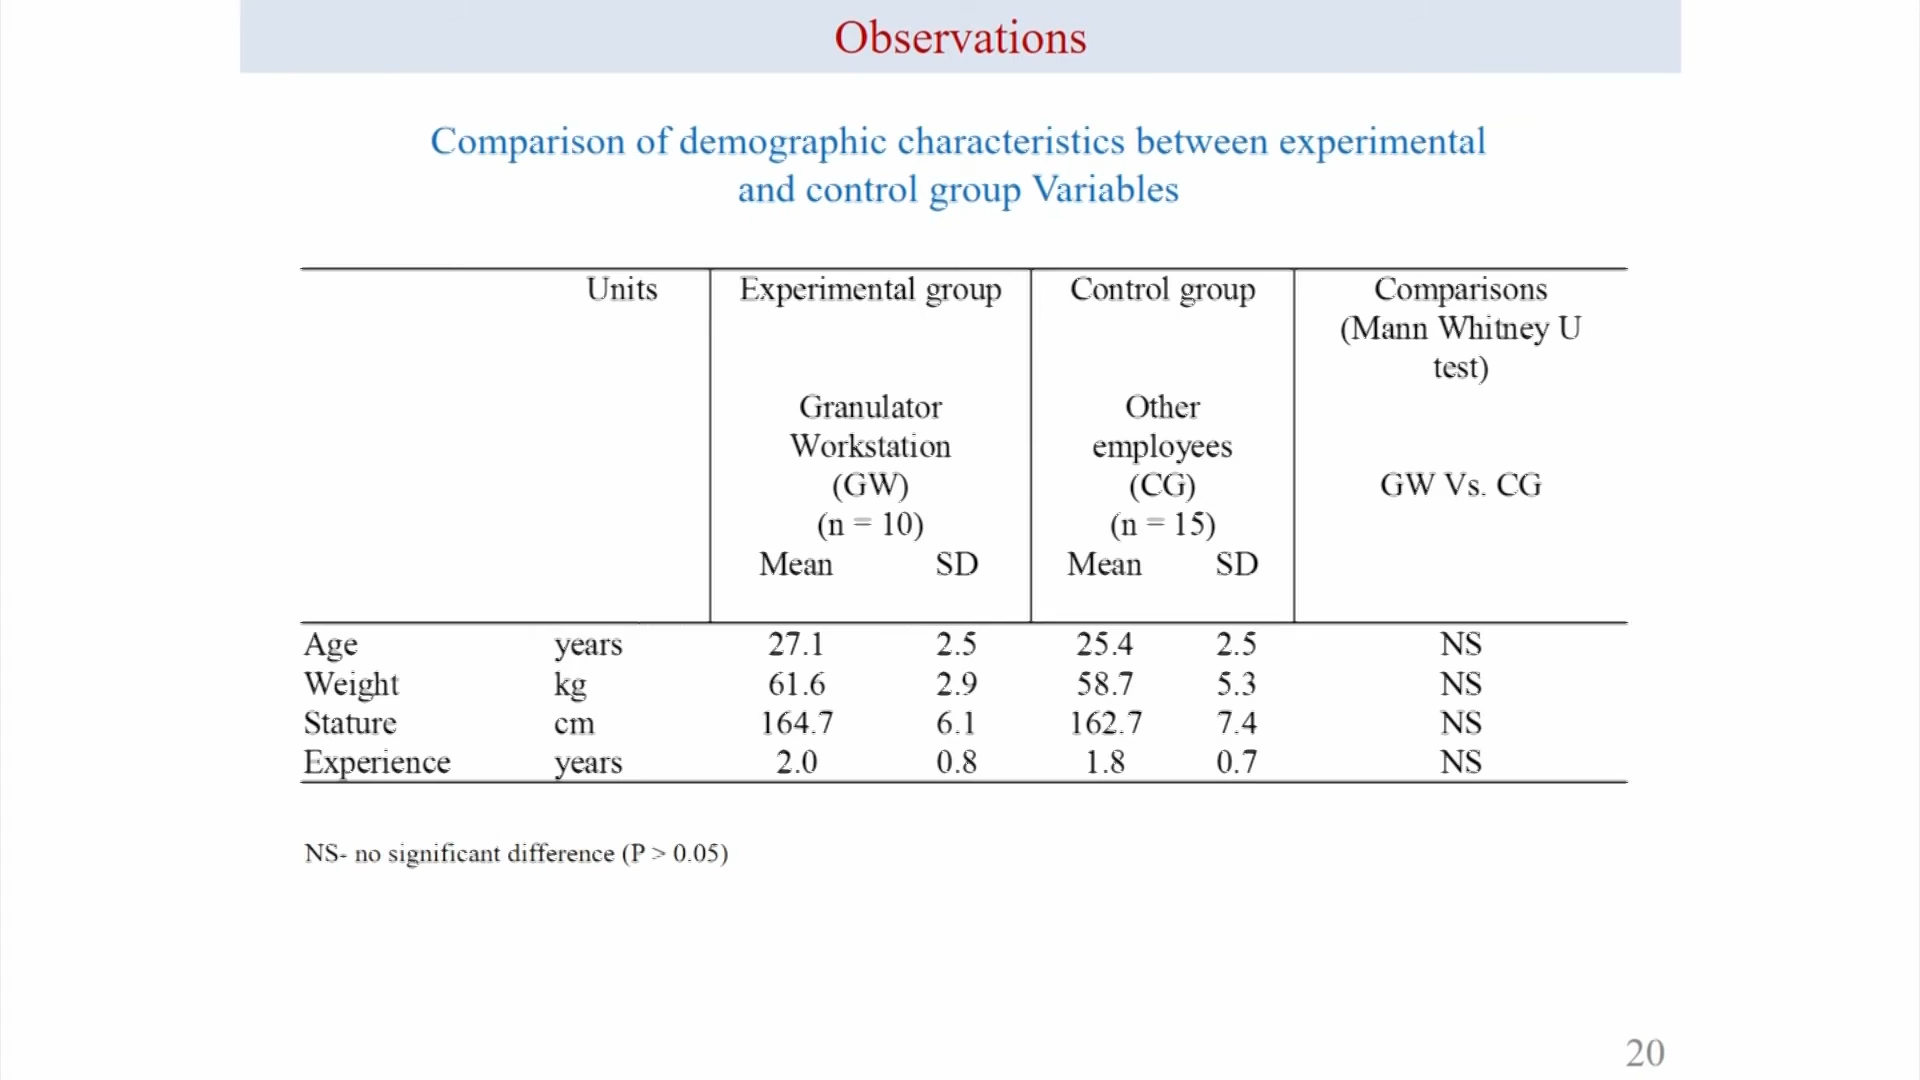 Observations
Comparison of demographic characteristics between experimental
and control group Variables
Units Experimental group Control group Comparisons
(Mann Whitney U
test)
Granulator Other
Workstation employees
(GW) (CG) GW Vs. CG
(n = 10) (n = 15)
Mean SD Mean SD
Age years 27.1 2.5 25.4 2.5 NS
Weight kg 61.6 2.9 58.7 5.3 NS
Stature cm 164.7 6.1 162.7 7.4 NS
Experience years 2.0 0.8 1.8 0.7 NS
NS- no significant difference (P > 0.05)
20